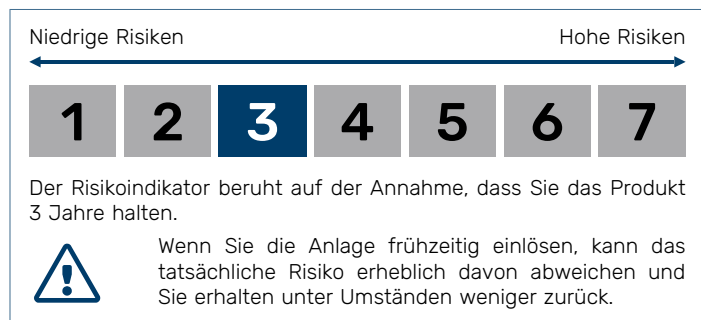 Niedrige Risiken Hohe Risiken
1 2 3 4 5 6 7
Der Risikoindikator beruht auf der Annahme, dass Sie das Produkt
3 Jahre halten.
Wenn Sie die Anlage frühzeitig einlösen, kann das
tatsächliche Risiko erheblich davon abweichen und
Sie erhalten unter Umständen weniger zurück.